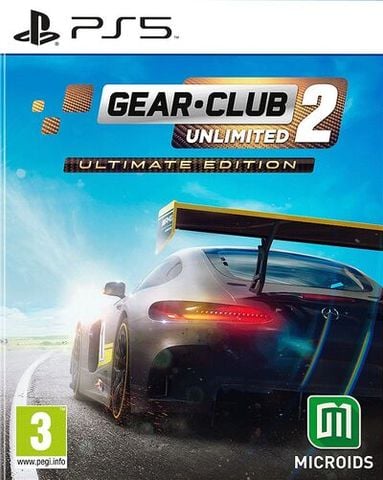 PS5
GEAR•CLUB
UNLIMITED 2
ULTIMATE EDITION
3
www.pegi.info
MICROIDS